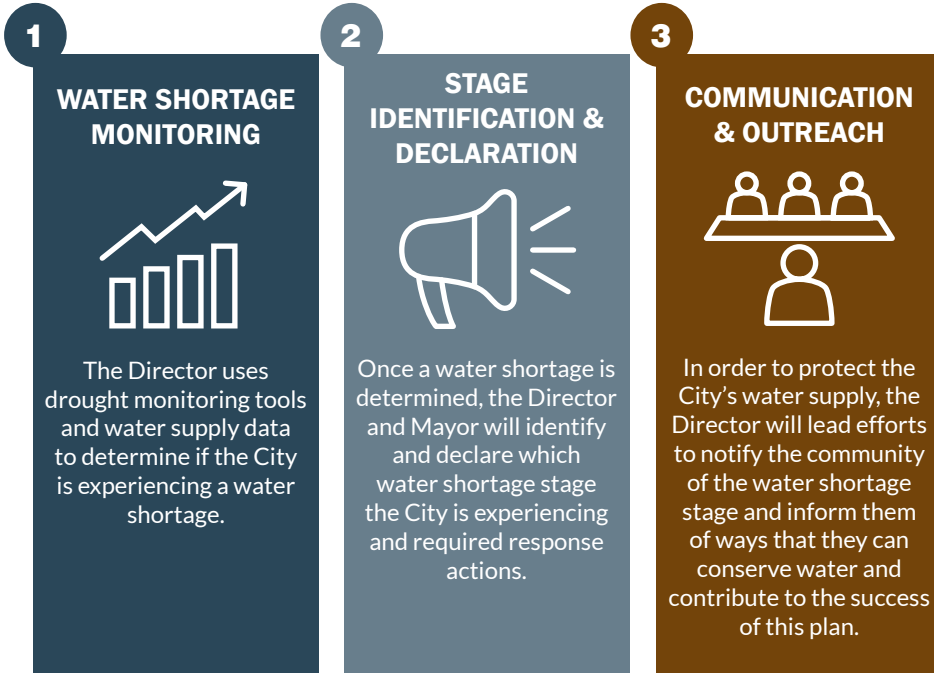 1
WATER SHORTAGE
MONITORING
The Director uses
drought monitoring tools
and water supply data
to determine if the City
is experiencing a water
shortage.
2
STAGE
IDENTIFICATION &
DECLARATION
Once a water shortage is
determined, the Director
and Mayor will identify
and declare which
water shortage stage
the City is experiencing
and required response
actions.
3
COMMUNICATION
& OUTREACH
In order to protect the
City’s water supply, the
Director will lead efforts
to notify the community
of the water shortage
stage and inform them
of ways that they can
conserve water and
contribute to the success
of this plan.